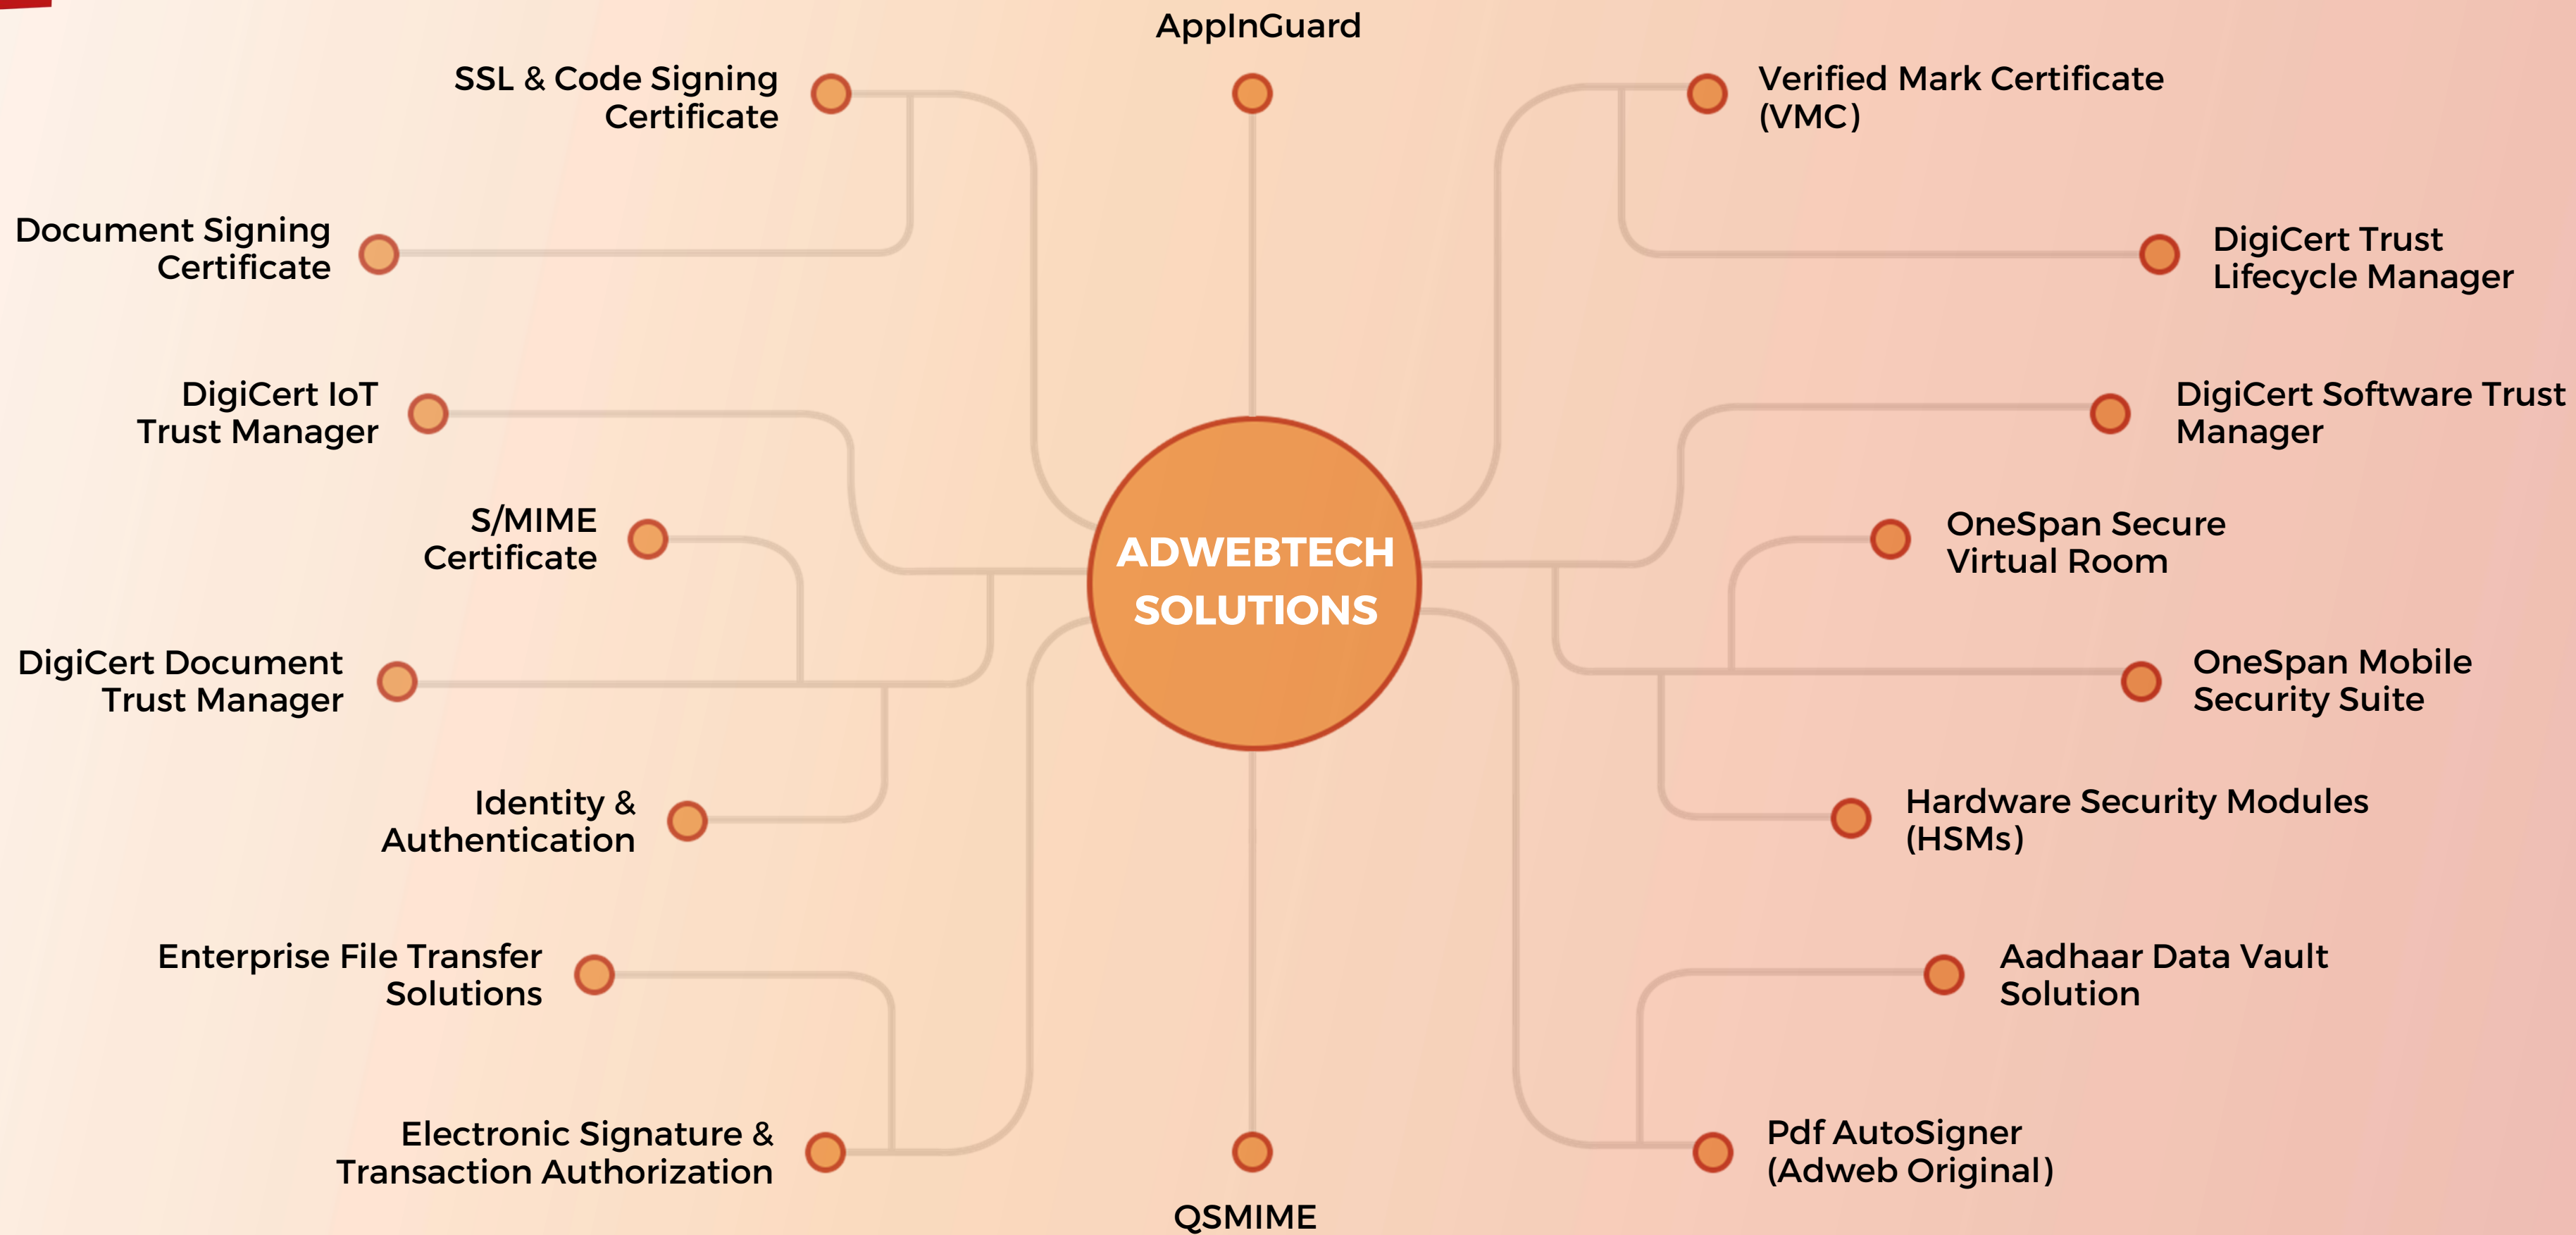 AppInGuard
SSL & Code Signing
Certificate
Document Signing
Certificate
DigiCert IoT
Trust Manager
S/MIME
Certificate
DigiCert Document
Trust Manager
Identity &
Authentication
Enterprise File Transfer
Solutions
Electronic Signature &
Transaction Authorization
ADWEBTECH
SOLUTIONS
Verified Mark Certificate
(VMC)
DigiCert Trust
Lifecycle Manager
DigiCert Software Trust
Manager
OneSpan Secure
Virtual Room
OneSpan Mobile
Security Suite
Hardware Security Modules
(HSMs)
Aadhaar Data Vault
Solution
Pdf AutoSigner
(Adweb Original)
QSMIME